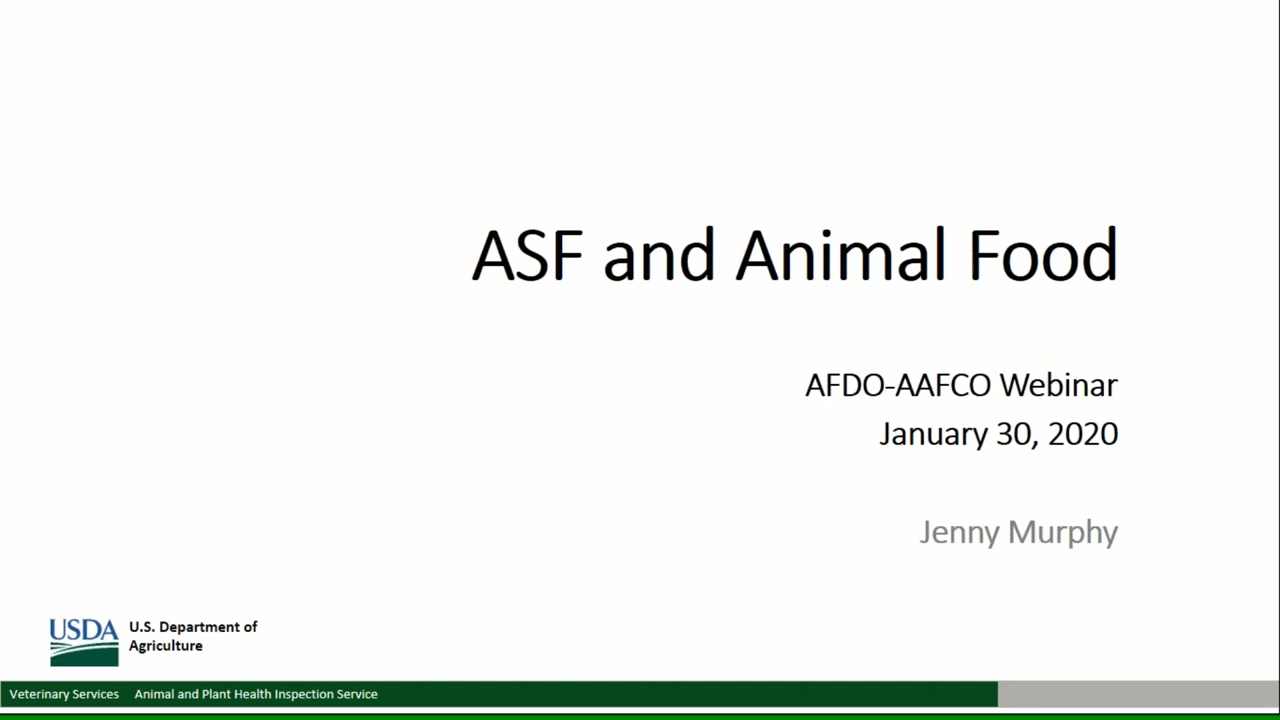 ASF and Animal Food
AFDO-AAFCO Webinar
January 30, 2020
Jenny Murphy
USDA
U.S. Department of
Agriculture
Veterinary Services Animal and Plant Health Inspection Service